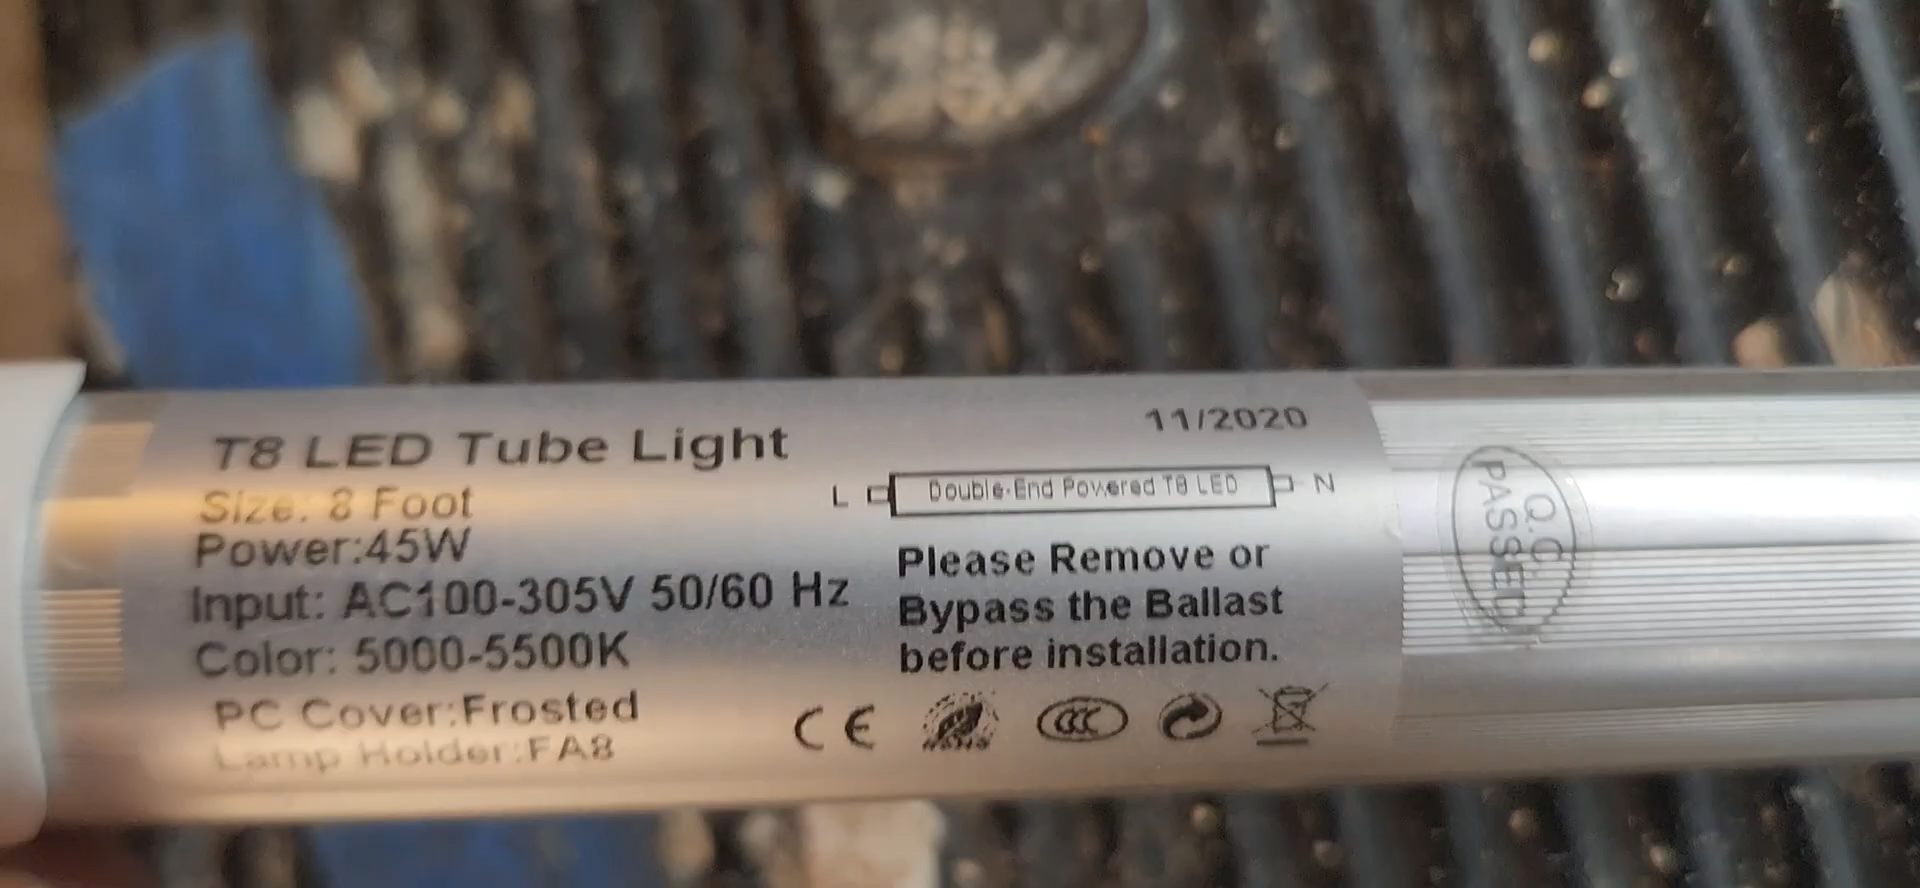 T8 LED Tube Light
Size: 8 Foot
Power:45W
Input: AC100-305V 50/60 Hz
Color: 5000-5500K
PC Cover:Frosted
Lamp Holder:FA8
11/2020
L Double-End Powered T8 LED N
Please Remove or
Bypass the Ballast
before installation.
CE
CCC
Q.C.
PASSED